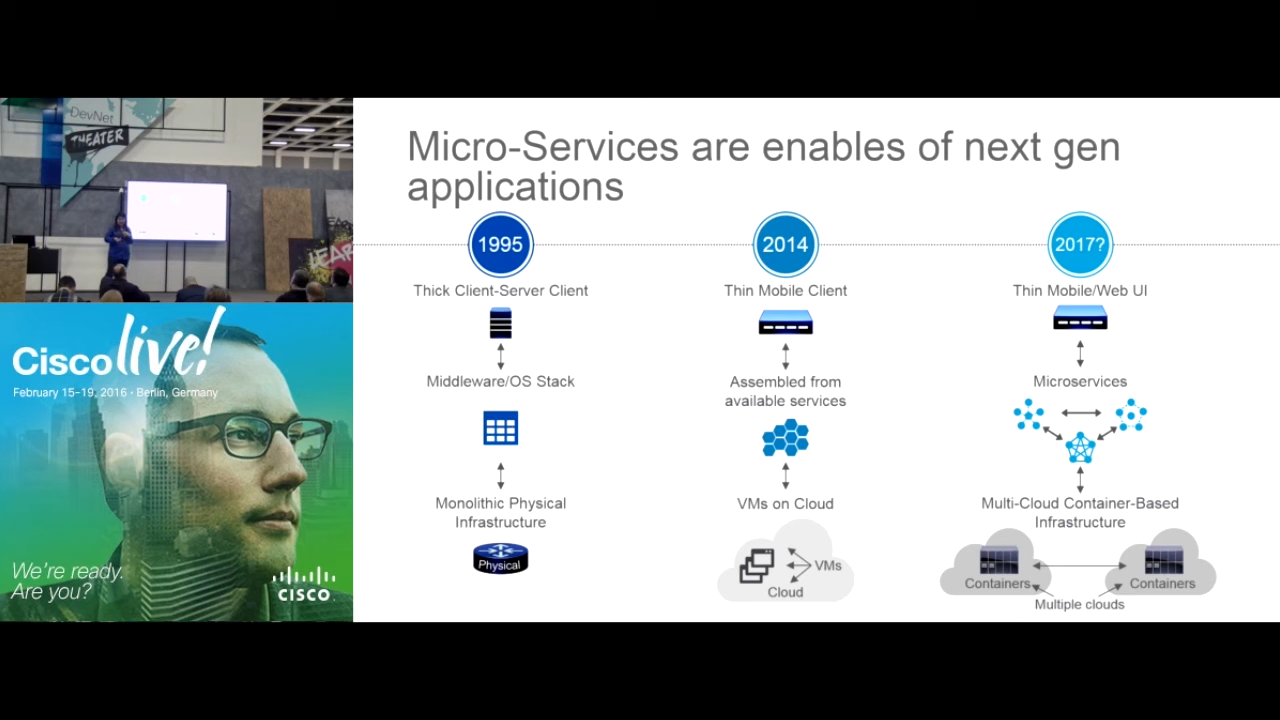 DevNet
THEATER
Cisco live!
February 15-19, 2016 • Berlin, Germany
We're ready.
Are you?
CISCO
Micro-Services are enables of next gen
applications
1995
2014
2017?
Thick Client-Server Client
Thin Mobile Client
Thin Mobile/Web UI
Middleware/OS Stack
Assembled from
available services
Microservices
Monolithic Physical
Infrastructure
VMs on Cloud
Multi-Cloud Container-Based
Infrastructure
Physical
VMs
Cloud
Containers
Containers
Multiple clouds